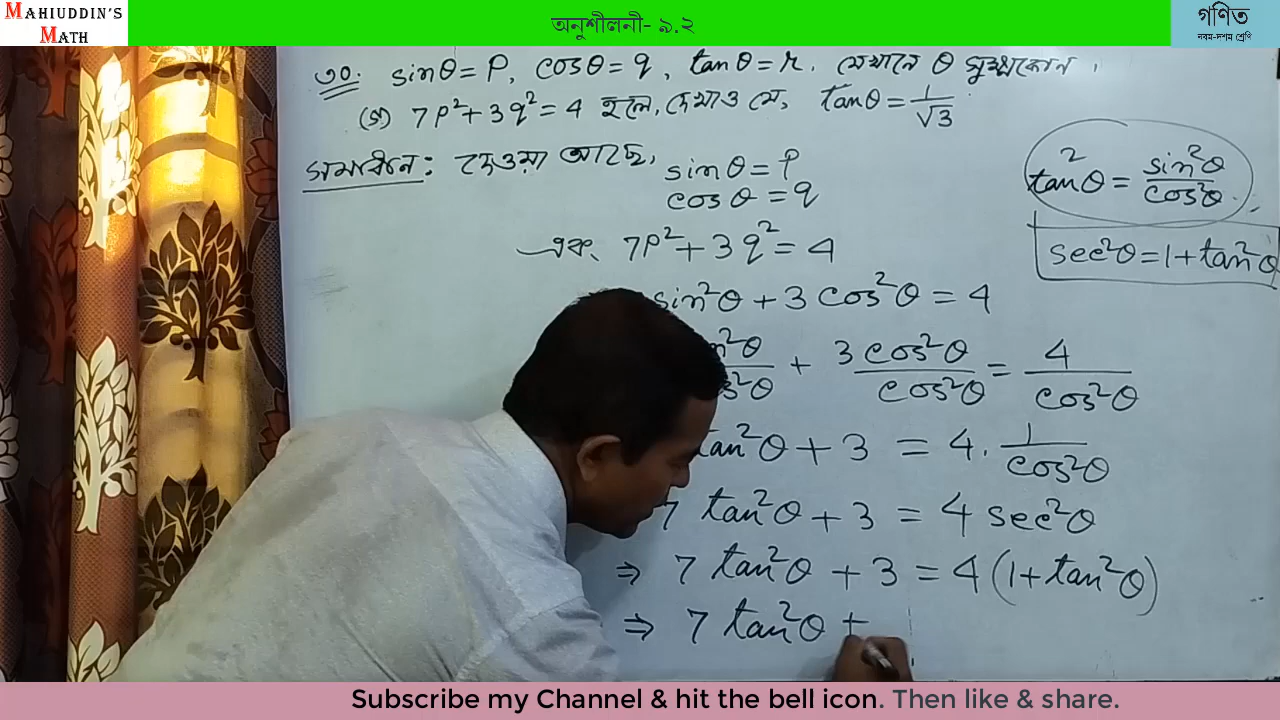 MAHIUDDIN'S
MATH
অনুশীলনী- ৯.২
গণিত
নবম-দশম শ্রেণি
৩০. sinθ = P, cosθ = q, tanθ = r. যেখানে θ সূক্ষ্মকোন।
(গ) 7P² + 3q² = 4 হলে, দেখাও যে, tanθ = 1/√3
সমাধান: দেওয়া আছে,
sinθ = P
cosθ = q
এবং 7P² + 3q² = 4
sin²θ + 3cos²θ = 4
n²θ/s²θ + 3cos²θ/cos²θ = 4/cos²θ
tan²θ + 3 = 4. 1/cos²θ
7 tan²θ + 3 = 4 sec²θ
⇒ 7 tan²θ + 3 = 4(1+tan²θ)
⇒ 7 tan²θ +
tan²θ = sin²θ/cos²θ
sec²θ = 1 + tan²θ
Subscribe my Channel & hit the bell icon. Then like & share.